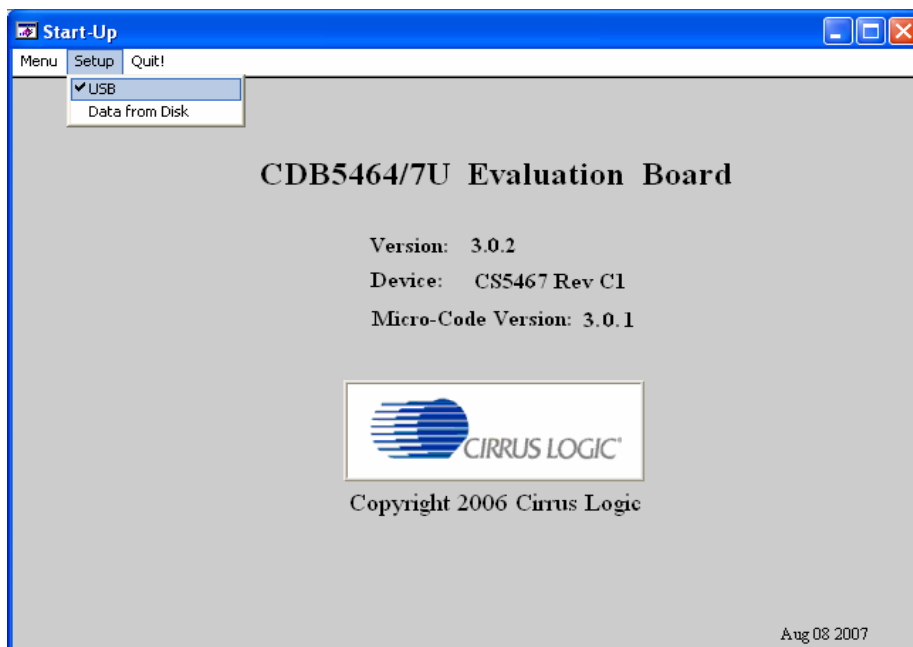 Start-Up
Menu Setup Quit!
USB
Data from Disk
CDB5464/7U Evaluation Board
Version: 3.0.2
Device: CS5467 Rev C1
Micro-Code Version: 3.0.1
CIRRUS LOGIC®
Copyright 2006 Cirrus Logic
Aug 08 2007